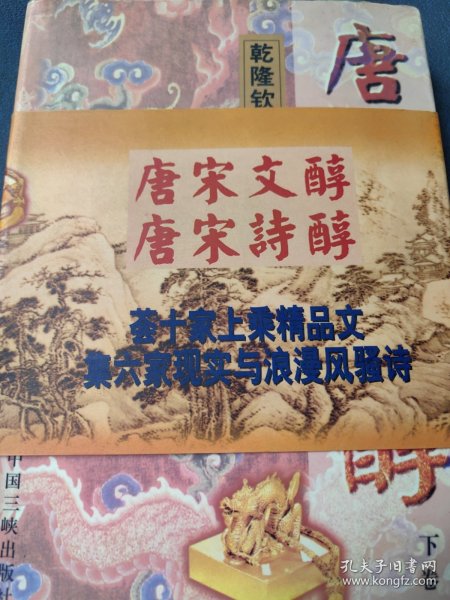 乾隆钦
唐
唐宋文醇
唐宋詩醇
荟十家上乘精品文
集六家现实与浪漫风骚诗
醇
下卷
中国三峡出版社
孔夫子旧书网
www.kongfz.com